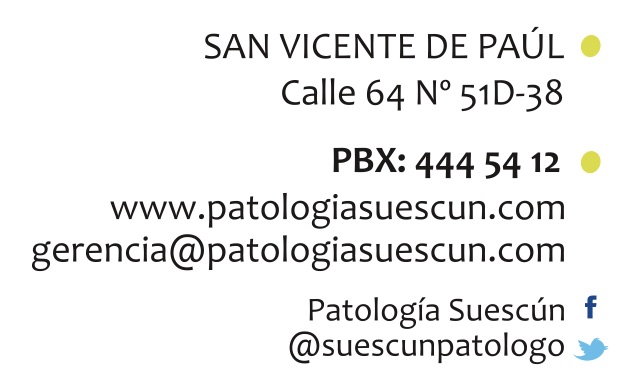 SAN VICENTE DE PAÚL
Calle 64 Nº 51D-38
PBX: 444 54 12
www.patologiasuescun.com
gerencia@patologiasuescun.com
Patología Suescún
@suescunpatologo